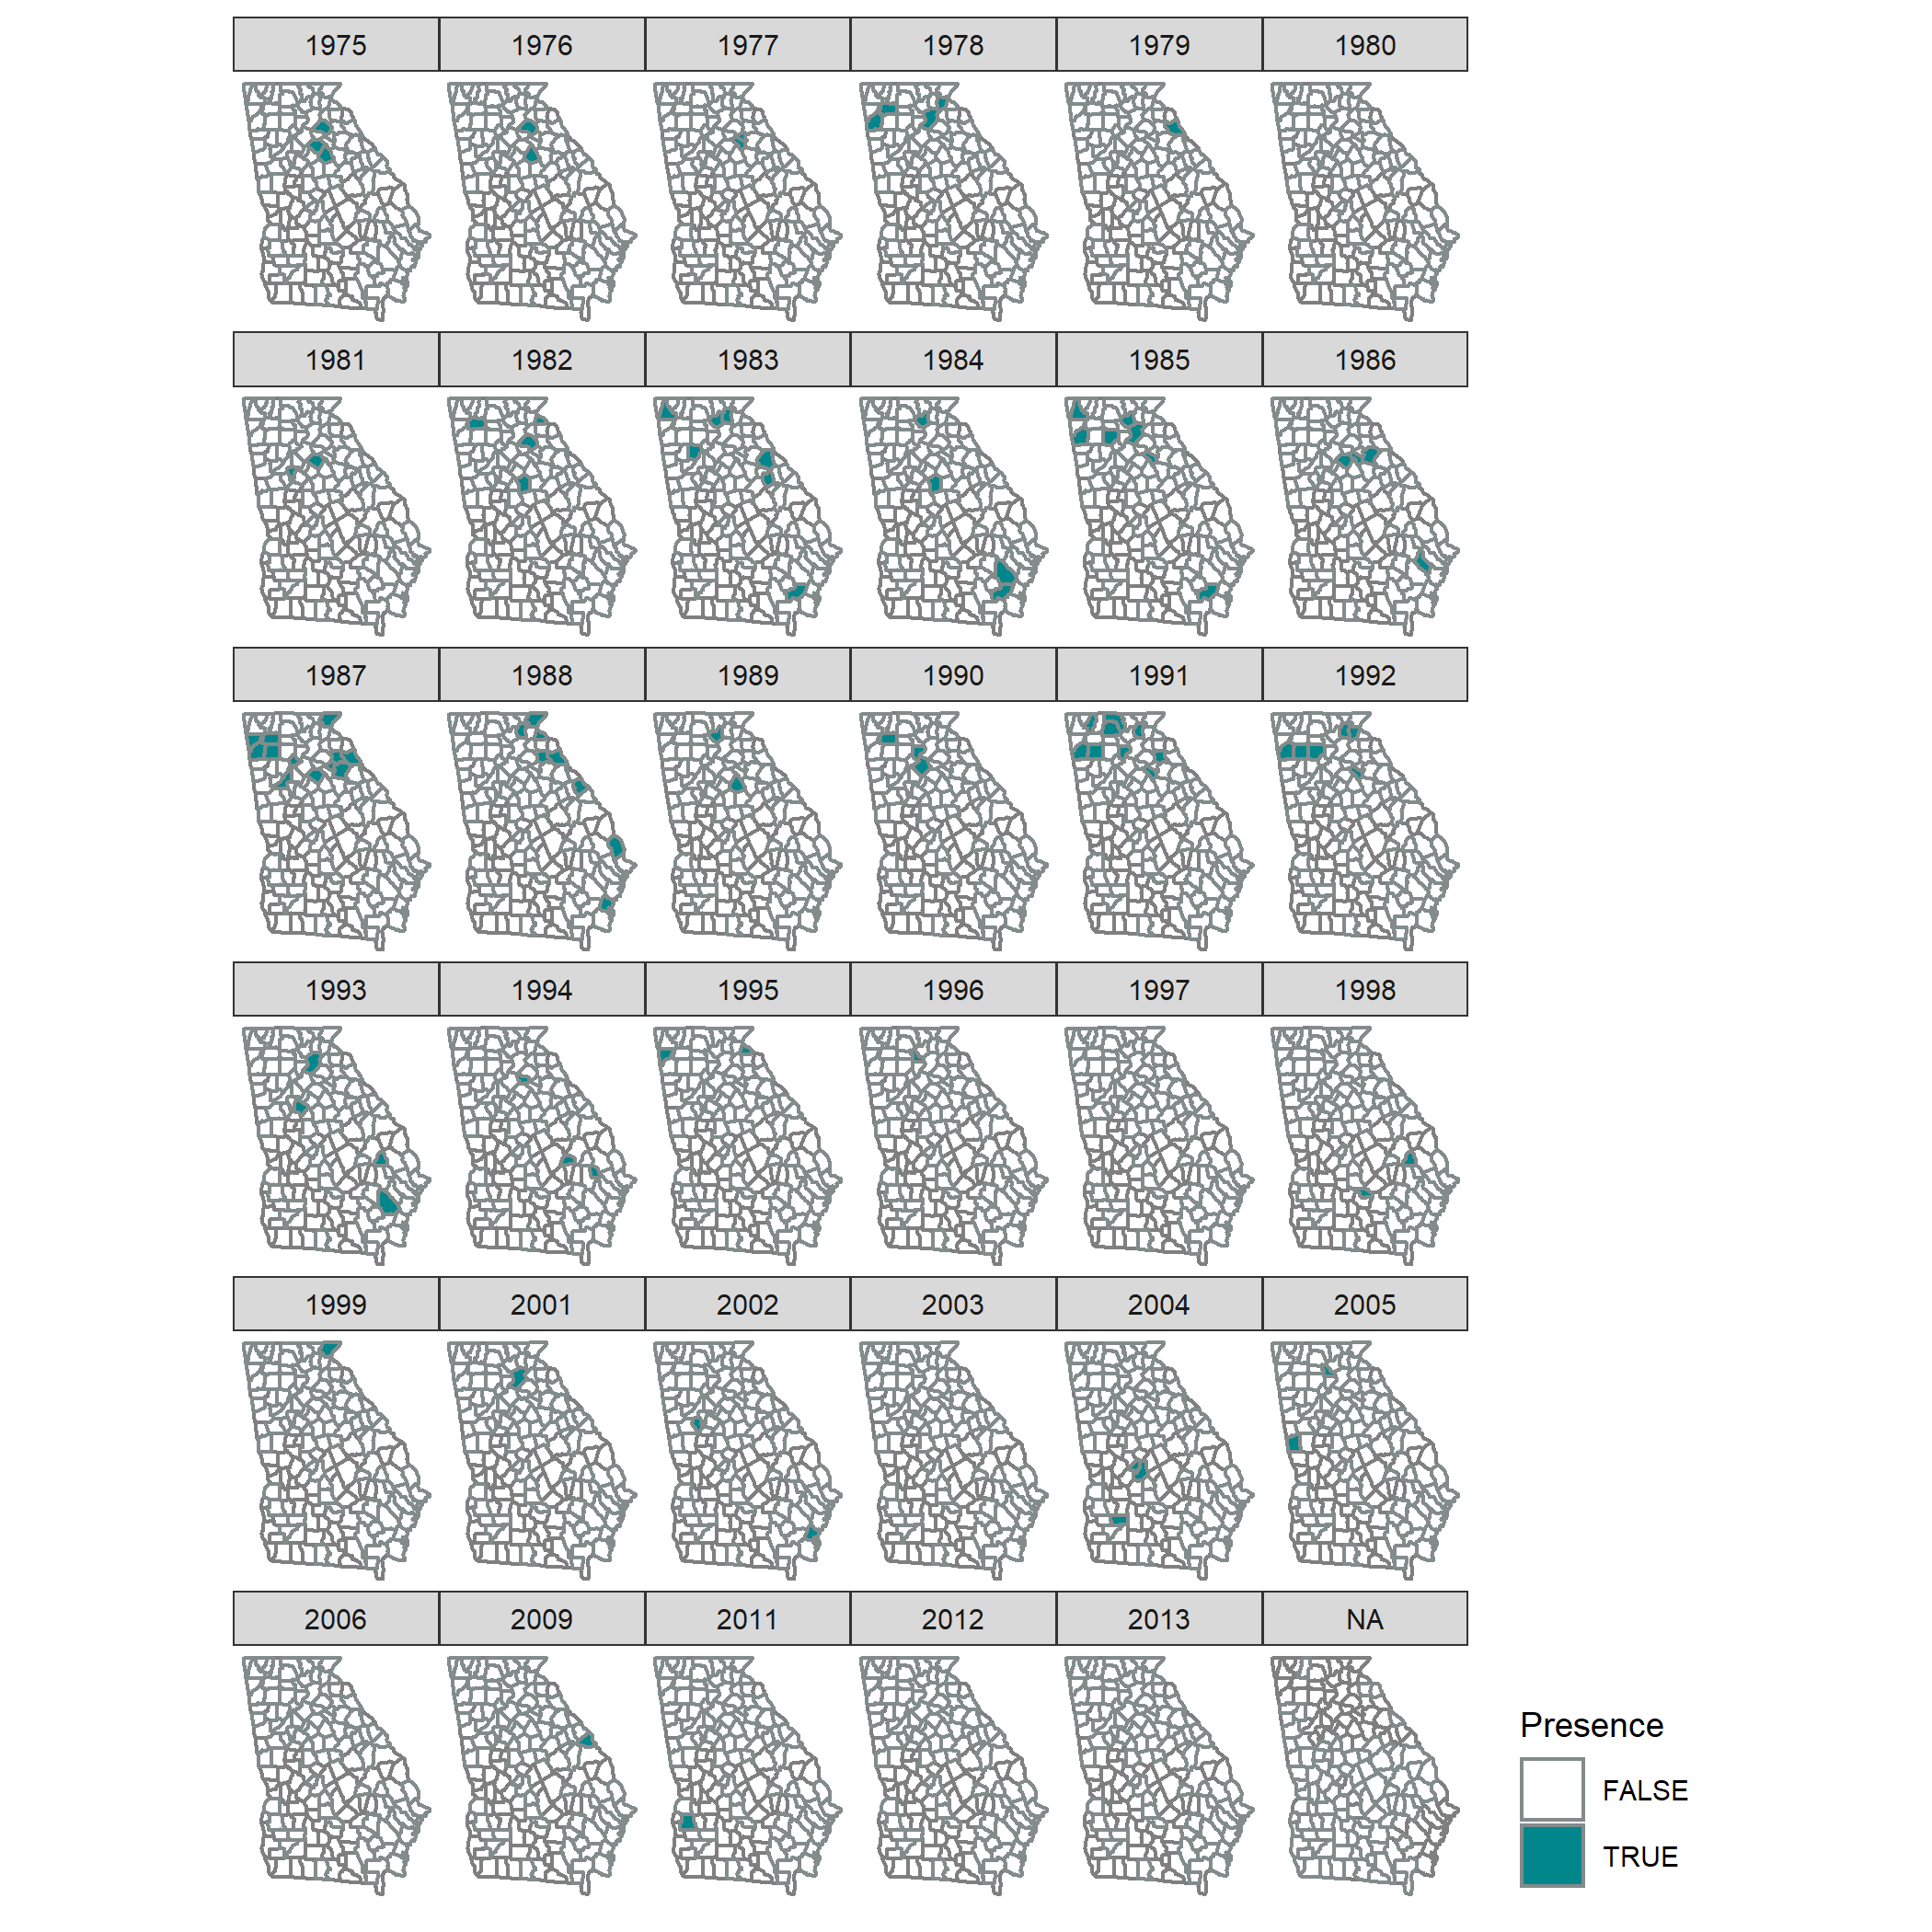 1975 1976 1977 1978 1979 1980
1981 1982 1983 1984 1985 1986
1987 1988 1989 1990 1991 1992
1993 1994 1995 1996 1997 1998
1999 2001 2002 2003 2004 2005
2006 2009 2011 2012 2013 NA
Presence
FALSE
TRUE